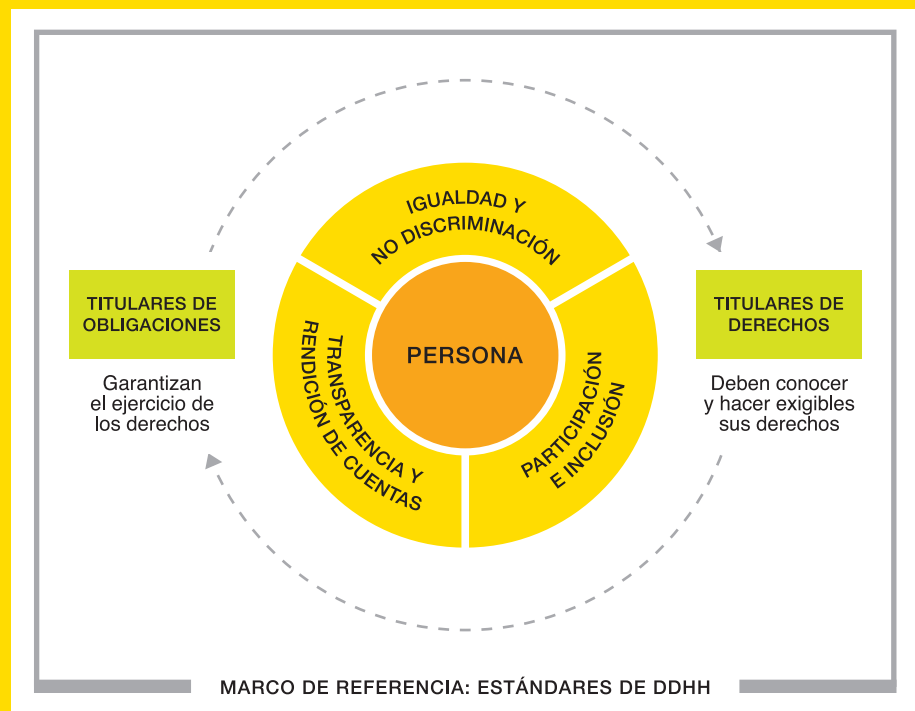 IGUALDAD Y
NO DISCRIMINACIÓN
TITULARES DE
OBLIGACIONES
Garantizan
el ejercicio de
los derechos
TRANSPARENCIA Y
RENDICIÓN DE CUENTAS
PERSONA
PARTICIPACIÓN
E INCLUSIÓN
TITULARES DE
DERECHOS
Deben conocer
y hacer exigibles
sus derechos
MARCO DE REFERENCIA: ESTÁNDARES DE DDHH